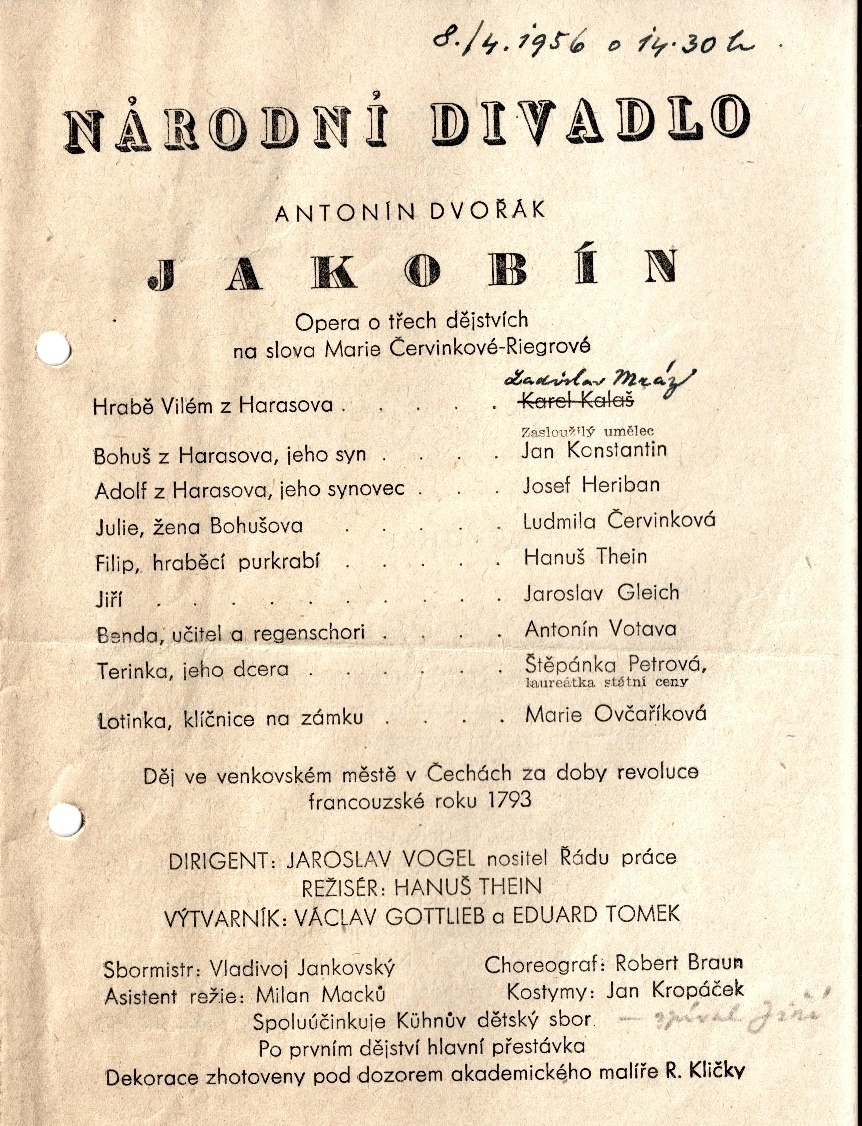 8./4. 1956 o 14.30 h
NÁRODNÍ DIVADLO
ANTONÍN DVOŘÁK
JAKOBÍN
Opera o třech dějstvích
na slova Marie Červinkové-Riegrové
Ladislav Mráz
Hrabě Vilém z Harasova . . . . . Karel Kalaš
Zasloužilý umělec
Bohuš z Harasova, jeho syn . . . . Jan Konstantin
Adolf z Harasova, jeho synovec . . . Josef Heriban
Julie, žena Bohušova . . . . . Ludmila Červinková
Filip, hraběcí purkrabí . . . . . Hanuš Thein
Jiří . . . . . . . . . . Jaroslav Gleich
Benda, učitel a regenschori . . . . Antonín Votava
Terinka, jeho dcera . . . . . . Štěpánka Petrová,
laureátka státní ceny
Lotinka, klíčnice na zámku . . . . Marie Ovčaříková
Děj ve venkovském městě v Čechách za doby revoluce
francouzské roku 1793
DIRIGENT: JAROSLAV VOGEL nositel Řádu práce
REŽISÉR: HANUŠ THEIN
VÝTVARNÍK: VÁCLAV GOTTLIEB a EDUARD TOMEK
Sbormistr: Vladivoj Jankovský Choreograf: Robert Braun
Asistent režie: Milan Macků Kostymy: Jan Kropáček
Spoluúčinkuje Kühnův dětský sbor. – zpíval Jiří
Po prvním dějství hlavní přestávka
Dekorace zhotoveny pod dozorem akademického malíře R. Kličky